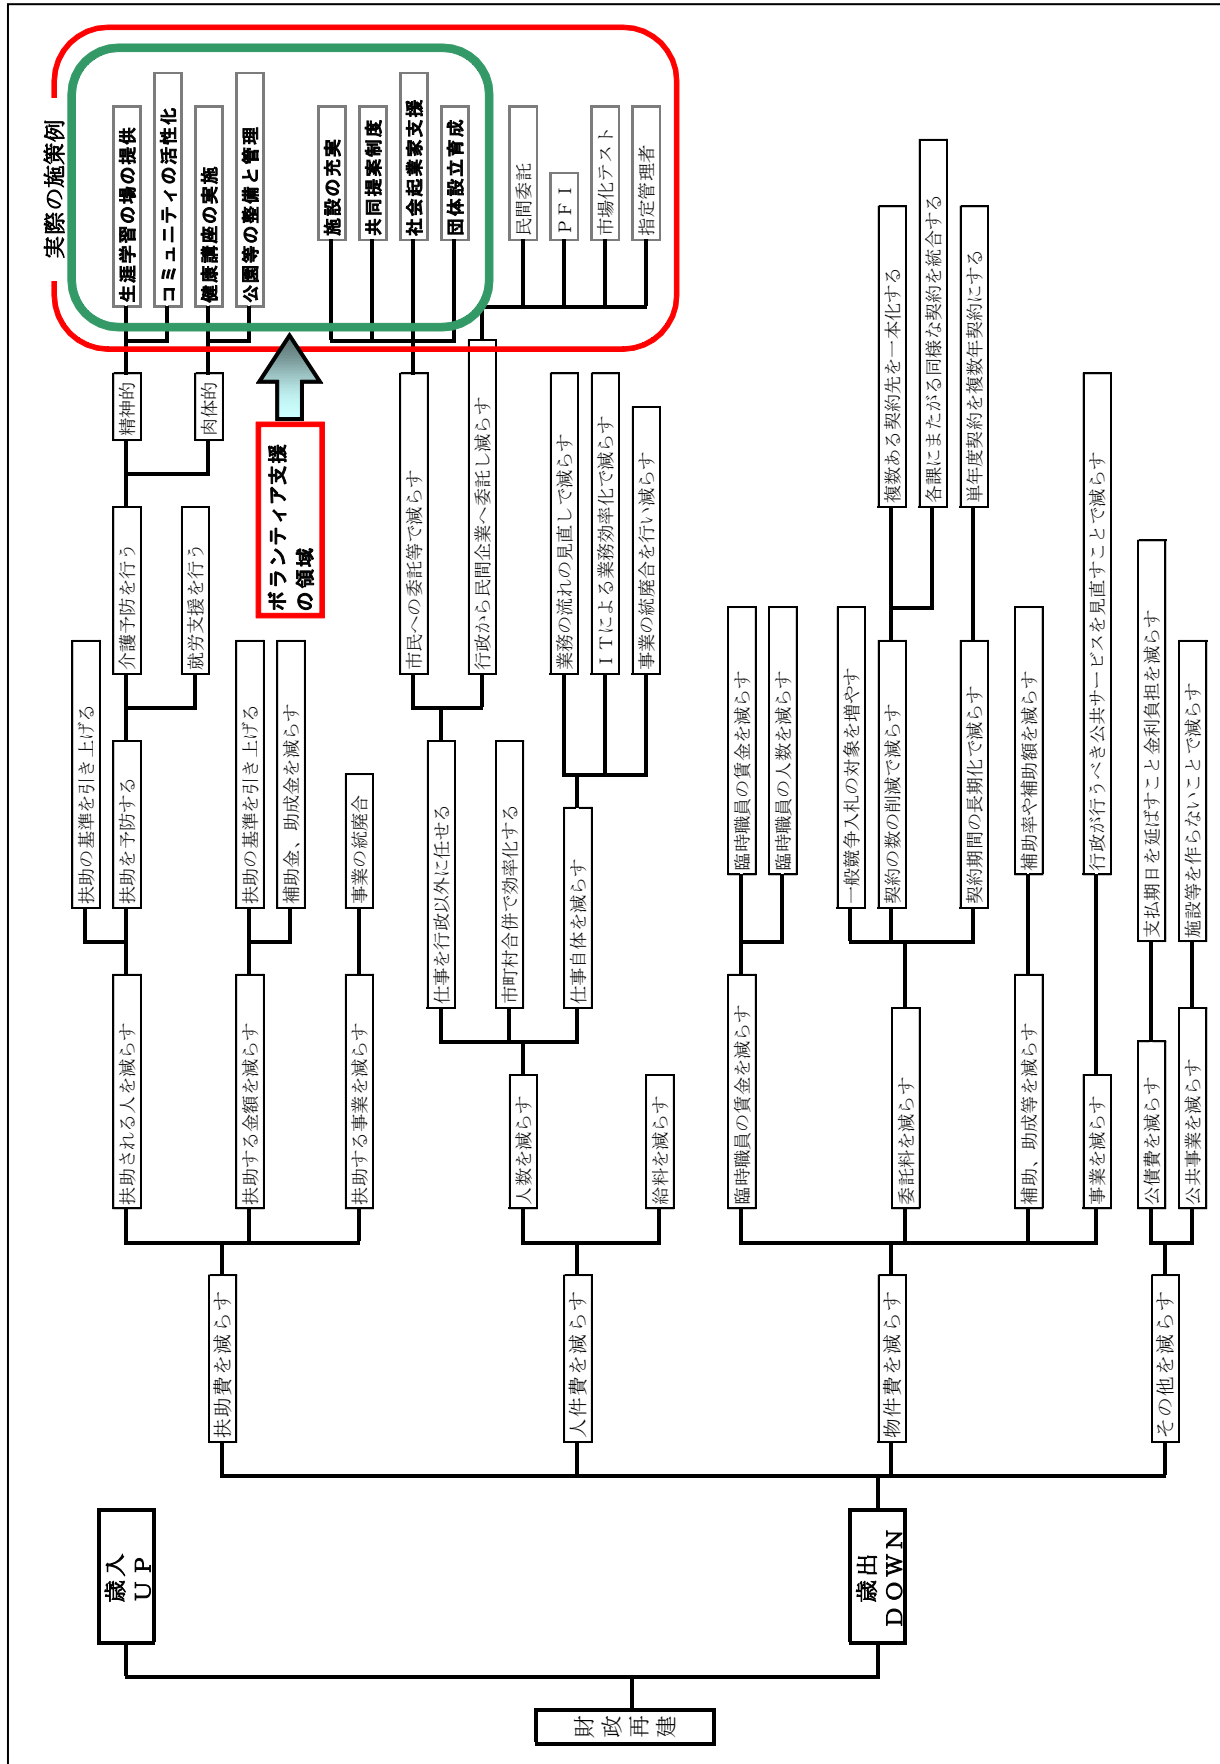 財政再建
歳入
UP
歳出
DOWN
扶助費を減らす
人件費を減らす
物件費を減らす
その他を減らす
扶助される人を減らす
扶助する金額を減らす
扶助する事業を減らす
人数を減らす
給料を減らす
臨時職員の賃金を減らす
委託料を減らす
補助、助成等を減らす
事業を減らす
公債費を減らす
公共事業を減らす
扶助の基準を引き上げる
扶助を予防する
扶助の基準を引き上げる
補助金、助成金を減らす
事業の統廃合
仕事を行政以外に任せる
市町村合併で効率化する
仕事自体を減らす
臨時職員の賃金を減らす
臨時職員の人数を減らす
一般競争入札の対象を増やす
契約の数の削減で減らす
契約期間の長期化で減らす
補助率や補助額を減らす
行政が行うべき公共サービスを見直すことで減らす
支払期日を延ばすこと金利負担を減らす
施設等を作らないことで減らす
介護予防を行う
就労支援を行う
市民への委託等で減らす
行政から民間企業へ委託し減らす
業務の流れの見直しで減らす
ITによる業務効率化で減らす
事業の統廃合を行い減らす
複数ある契約先を一本化する
各課にまたがる同様な契約を統合する
単年度契約を複数年契約にする
精神的
肉体的
ボランティア支援
の領域
実際の施策例
生涯学習の場の提供
コミュニティの活性化
健康講座の実施
公園等の整備と管理
施設の充実
共同提案制度
社会起業家支援
団体設立育成
民間委託
PFI
市場化テスト
指定管理者